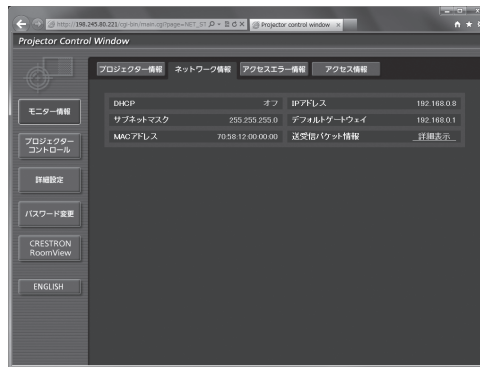 http://198.245.80.221/cgi-bin/main.cgi?page=NET_ST
Projector control window
Projector Control Window
プロジェクター情報 ネットワーク情報 アクセスエラー情報 アクセス情報
モニター情報
プロジェクター
コントロール
詳細設定
パスワード変更
CRESTRON
RoomView
ENGLISH
DHCP オフ IPアドレス 192.168.0.8
サブネットマスク 255.255.255.0 デフォルトゲートウェイ 192.168.0.1
MACアドレス 70:58:12:00:00:00 送受信パケット情報 詳細表示